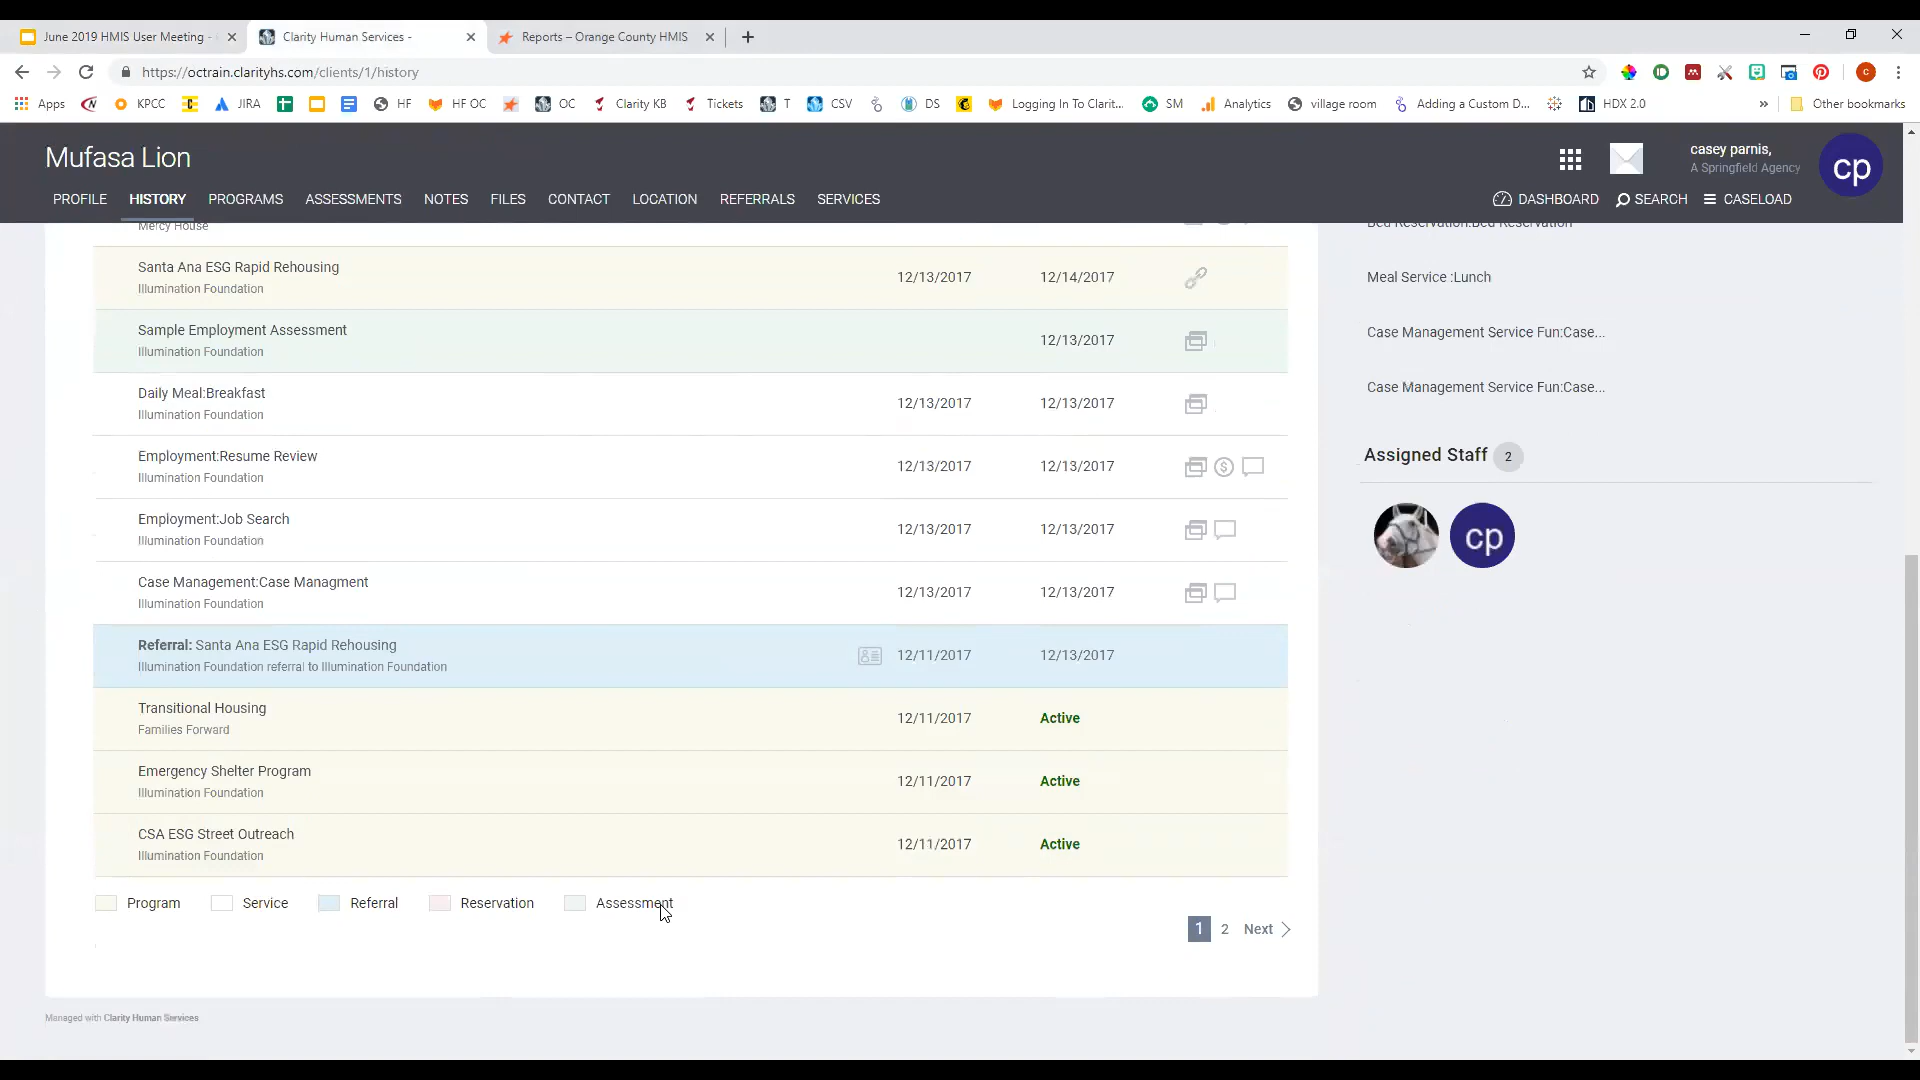 June 2019 HMIS User Meeting -
Clarity Human Services -
Reports – Orange County HMIS
https://octrain.clarityhs.com/clients/1/history
Apps
KPCC
JIRA
HF
HF OC
OC
Clarity KB
Tickets
T
CSV
DS
Logging In To Clarit...
SM
Analytics
village room
Adding a Custom D...
HDX 2.0
Other bookmarks
Mufasa Lion
casey parnis,
A Springfield Agency
cp
PROFILE HISTORY PROGRAMS ASSESSMENTS NOTES FILES CONTACT LOCATION REFERRALS SERVICES
DASHBOARD SEARCH CASELOAD
Mercy House
Santa Ana ESG Rapid Rehousing 12/13/2017 12/14/2017
Illumination Foundation
Sample Employment Assessment 12/13/2017
Illumination Foundation
Daily Meal:Breakfast 12/13/2017 12/13/2017
Illumination Foundation
Employment:Resume Review 12/13/2017 12/13/2017
Illumination Foundation
Employment:Job Search 12/13/2017 12/13/2017
Illumination Foundation
Case Management:Case Managment 12/13/2017 12/13/2017
Illumination Foundation
Referral: Santa Ana ESG Rapid Rehousing 12/11/2017 12/13/2017
Illumination Foundation referral to Illumination Foundation
Transitional Housing 12/11/2017 Active
Families Forward
Emergency Shelter Program 12/11/2017 Active
Illumination Foundation
CSA ESG Street Outreach 12/11/2017 Active
Illumination Foundation
Program Service Referral Reservation Assessment
1 2 Next
Bed Reservation:Bed Reservation
Meal Service :Lunch
Case Management Service Fun:Case...
Case Management Service Fun:Case...
Assigned Staff 2
cp
Managed with Clarity Human Services